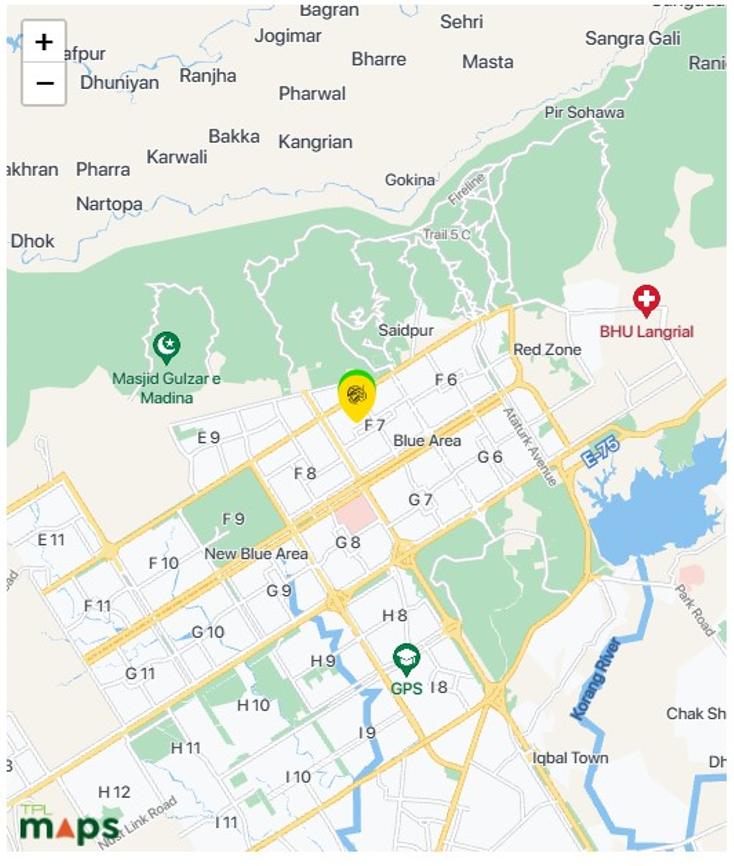 Bagran
Sehri
Jogimar
Sangra Gali
afpur
Bharre
Masta
Rani
Dhuniyan
Ranjha
Pharwal
Pir Sohawa
Bakka
Kangrian
Karwali
akhran
Pharra
Gokina
Fireline
Nartopa
Trail 5 C
Dhok
BHU Langrial
Saidpur
Red Zone
Masjid Gulzar e
Madina
F 6
F 7
E 9
Blue Area
Ataturk Avenue
E-75
G 6
F 8
G 7
F 9
E 11
G 8
New Blue Area
F 10
G 9
oad
F 11
Park Road
H 8
G 10
H 9
G 11
GPS
I 8
Korang River
H 10
Chak Sh
I 9
H 11
Iqbal Town
Dh
3
I 10
H 12
Nust Link Road
I 11
TPL
maps
+
−